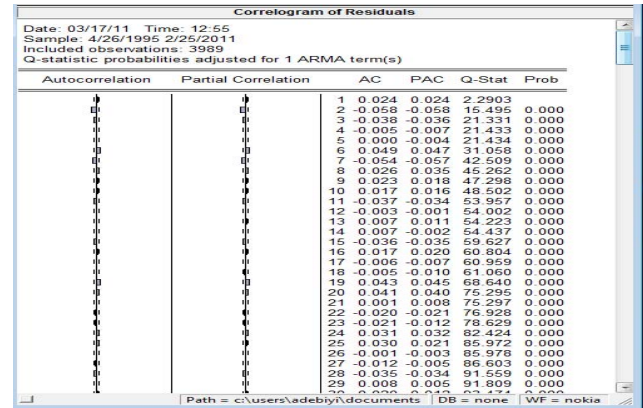 Correlogram of Residuals
Date: 03/17/11 Time: 12:55
Sample: 4/26/1995 2/25/2011
Included observations: 3989
Q-statistic probabilities adjusted for 1 ARMA term(s)
Autocorrelation Partial Correlation AC PAC Q-Stat Prob
1 0.024 0.024 2.2903
2 -0.058 -0.058 15.495 0.000
3 -0.038 -0.036 21.331 0.000
4 -0.005 -0.007 21.433 0.000
5 0.000 -0.004 21.434 0.000
6 0.049 0.047 31.058 0.000
7 -0.054 -0.057 42.509 0.000
8 0.026 0.035 45.262 0.000
9 0.023 0.018 47.298 0.000
10 0.017 0.016 48.502 0.000
11 -0.037 -0.034 53.957 0.000
12 -0.003 -0.001 54.002 0.000
13 0.007 0.011 54.223 0.000
14 0.007 -0.002 54.437 0.000
15 -0.036 -0.035 59.627 0.000
16 0.017 0.020 60.804 0.000
17 -0.006 -0.007 60.959 0.000
18 -0.005 -0.010 61.060 0.000
19 0.043 0.045 68.640 0.000
20 0.041 0.040 75.295 0.000
21 0.001 0.008 75.297 0.000
22 -0.020 -0.021 76.928 0.000
23 -0.021 -0.012 78.629 0.000
24 0.031 0.032 82.424 0.000
25 0.030 0.021 85.972 0.000
26 -0.001 -0.003 85.978 0.000
27 -0.012 -0.005 86.603 0.000
28 -0.035 -0.034 91.559 0.000
29 0.008 0.005 91.809 0.000
Path = c:\users\adebiyi\documents DB = none WF = nokia